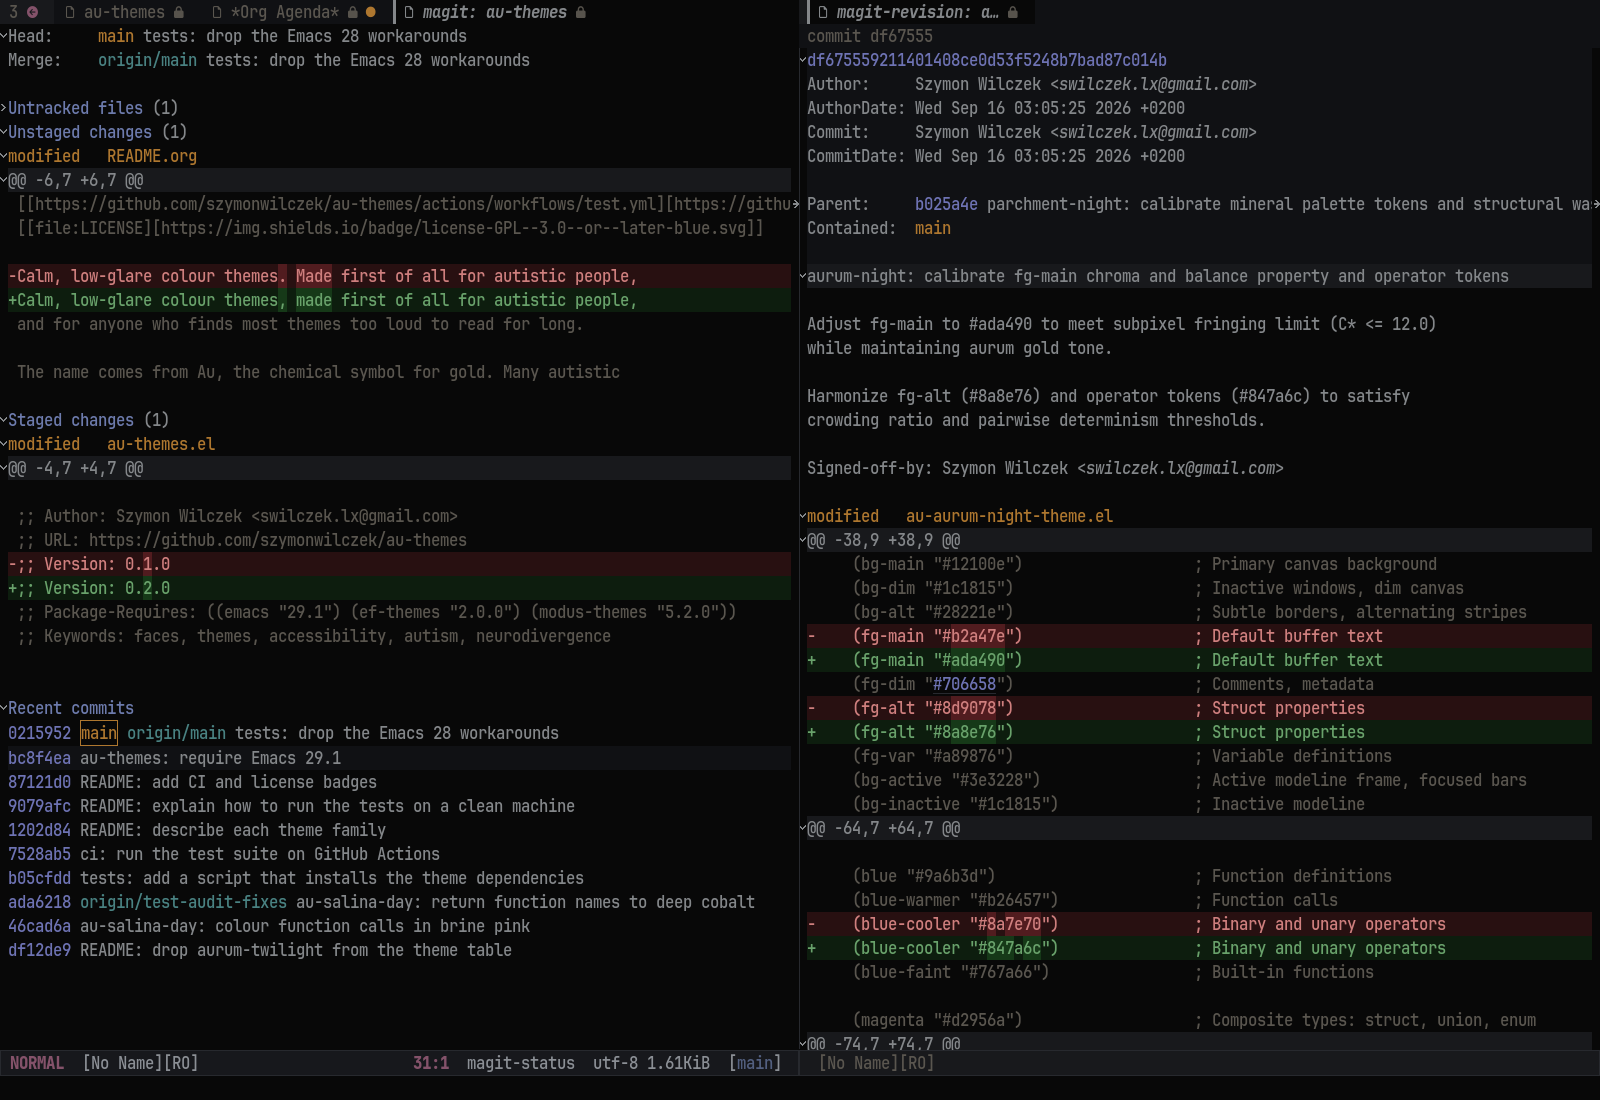 3 au-themes *Org Agenda* magit: au-themes
Head:     main tests: drop the Emacs 28 workarounds
Merge:    origin/main tests: drop the Emacs 28 workarounds
Untracked files (1)
Unstaged changes (1)
modified   README.org
@@ -6,7 +6,7 @@
 [[https://github.com/szymonwilczek/au-themes/actions/workflows/test.yml][https://githu
 [[file:LICENSE][https://img.shields.io/badge/license-GPL--3.0--or--later-blue.svg]]
-Calm, low-glare colour themes. Made first of all for autistic people,
+Calm, low-glare colour themes, made first of all for autistic people,
 and for anyone who finds most themes too loud to read for long.
 The name comes from Au, the chemical symbol for gold. Many autistic
Staged changes (1)
modified   au-themes.el
@@ -4,7 +4,7 @@
 ;; Author: Szymon Wilczek <swilczek.lx@gmail.com>
 ;; URL: https://github.com/szymonwilczek/au-themes
-;; Version: 0.1.0
+;; Version: 0.2.0
 ;; Package-Requires: ((emacs "29.1") (ef-themes "2.0.0") (modus-themes "5.2.0"))
 ;; Keywords: faces, themes, accessibility, autism, neurodivergence
Recent commits
0215952 main origin/main tests: drop the Emacs 28 workarounds
bc8f4ea au-themes: require Emacs 29.1
87121d0 README: add CI and license badges
9079afc README: explain how to run the tests on a clean machine
1202d84 README: describe each theme family
7528ab5 ci: run the test suite on GitHub Actions
b05cfdd tests: add a script that installs the theme dependencies
ada6218 origin/test-audit-fixes au-salina-day: return function names to deep cobalt
46cad6a au-salina-day: colour function calls in brine pink
df12de9 README: drop aurum-twilight from the theme table
NORMAL  [No Name][RO] 31:1  magit-status  utf-8 1.61KiB  [main]
magit-revision: a…
commit df67555
df675559211401408ce0d53f5248b7bad87c014b
Author:     Szymon Wilczek <swilczek.lx@gmail.com>
AuthorDate: Wed Sep 16 03:05:25 2026 +0200
Commit:     Szymon Wilczek <swilczek.lx@gmail.com>
CommitDate: Wed Sep 16 03:05:25 2026 +0200
Parent:     b025a4e parchment-night: calibrate mineral palette tokens and structural wa
Contained:  main
aurum-night: calibrate fg-main chroma and balance property and operator tokens
Adjust fg-main to #ada490 to meet subpixel fringing limit (C* <= 12.0)
while maintaining aurum gold tone.
Harmonize fg-alt (#8a8e76) and operator tokens (#847a6c) to satisfy
crowding ratio and pairwise determinism thresholds.
Signed-off-by: Szymon Wilczek <swilczek.lx@gmail.com>
modified   au-aurum-night-theme.el
@@ -38,9 +38,9 @@
     (bg-main "#12100e")                   ; Primary canvas background
     (bg-dim "#1c1815")                    ; Inactive windows, dim canvas
     (bg-alt "#28221e")                    ; Subtle borders, alternating stripes
-    (fg-main "#b2a47e")                   ; Default buffer text
+    (fg-main "#ada490")                   ; Default buffer text
     (fg-dim "#706658")                    ; Comments, metadata
-    (fg-alt "#8d9078")                    ; Struct properties
+    (fg-alt "#8a8e76")                    ; Struct properties
     (fg-var "#a89876")                    ; Variable definitions
     (bg-active "#3e3228")                 ; Active modeline frame, focused bars
     (bg-inactive "#1c1815")               ; Inactive modeline
@@ -64,7 +64,7 @@
     (blue "#9a6b3d")                      ; Function definitions
     (blue-warmer "#b26457")               ; Function calls
-    (blue-cooler "#8a7e70")               ; Binary and unary operators
+    (blue-cooler "#847a6c")               ; Binary and unary operators
     (blue-faint "#767a66")                ; Built-in functions
     (magenta "#d2956a")                   ; Composite types: struct, union, enum
@@ -74,7 +74,7 @@
[No Name][RO]